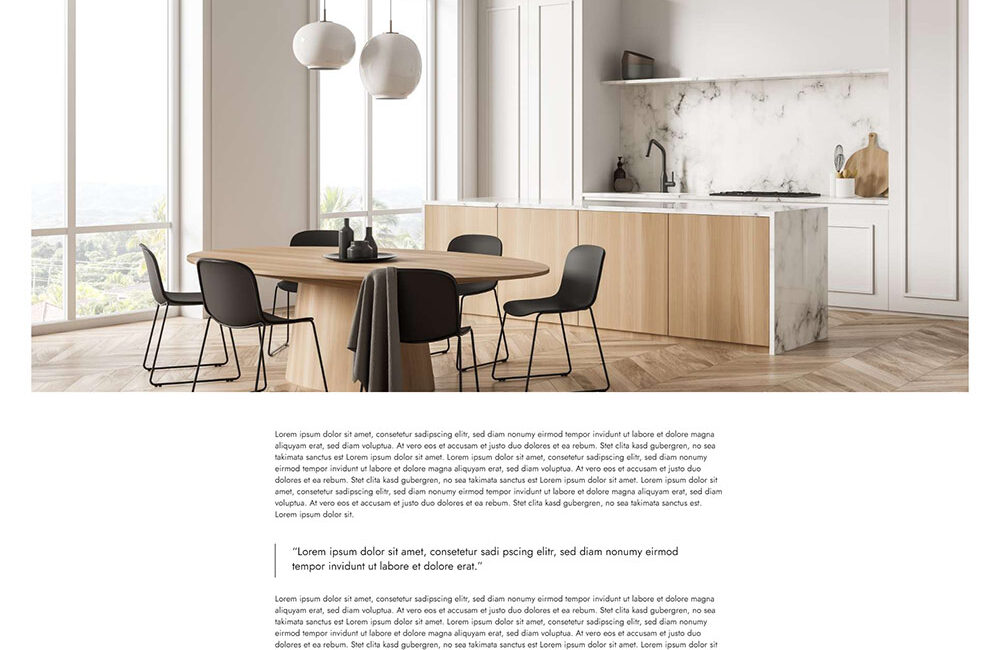 Lorem ipsum dolor sit amet, consetetur sadipscing elitr, sed diam nonumy eirmod tempor invidunt ut labore et dolore magna
aliquyam erat, sed diam voluptua. At vero eos et accusam et justo duo dolores et ea rebum. Stet clita kasd gubergren, no sea
takimata sanctus est Lorem ipsum dolor sit amet. Lorem ipsum dolor sit amet, consetetur sadipscing elitr, sed diam nonumy
eirmod tempor invidunt ut labore et dolore magna aliquyam erat, sed diam voluptua. At vero eos et accusam et justo duo
dolores et ea rebum. Stet clita kasd gubergren, no sea takimata sanctus est Lorem ipsum dolor sit amet. Lorem ipsum dolor sit
amet, consetetur sadipscing elitr, sed diam nonumy eirmod tempor invidunt ut labore et dolore magna aliquyam erat, sed diam
voluptua. At vero eos et accusam et justo duo dolores et ea rebum. Stet clita kasd gubergren, no sea takimata sanctus est.
Lorem ipsum dolor sit.
“Lorem ipsum dolor sit amet, consetetur sadi pscing elitr, sed diam nonumy eirmod
tempor invidunt ut labore et dolore erat.”
Lorem ipsum dolor sit amet, consetetur sadipscing elitr, sed diam nonumy eirmod tempor invidunt ut labore et dolore magna
aliquyam erat, sed diam voluptua. At vero eos et accusam et justo duo dolores et ea rebum. Stet clita kasd gubergren, no sea
takimata sanctus est Lorem ipsum dolor sit amet. Lorem ipsum dolor sit amet, consetetur sadipscing elitr, sed diam nonumy
eirmod tempor invidunt ut labore et dolore magna aliquyam erat, sed diam voluptua. At vero eos et accusam et justo duo
dolores et ea rebum. Stet clita kasd gubergren, no sea takimata sanctus est Lorem ipsum dolor sit amet. Lorem ipsum dolor sit